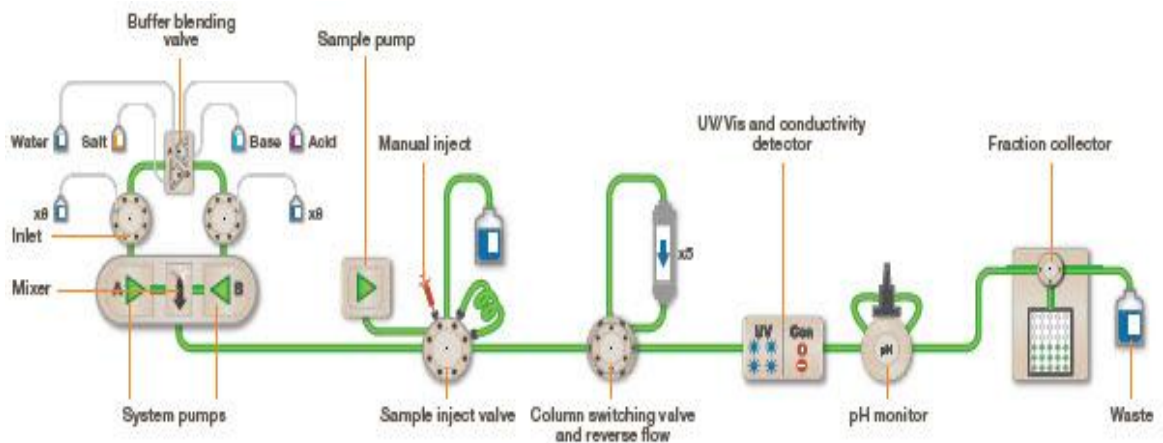 Buffer blending
valve
Sample pump
Water
Salt
Base
Acid
Manual inject
UV/Vis and conductivity
detector
Fraction collector
x8
x8
Inlet
x5
Mixer
A
B
UV
Con
pH
System pumps
Sample inject valve
Column switching valve
and reverse flow
pH monitor
Waste